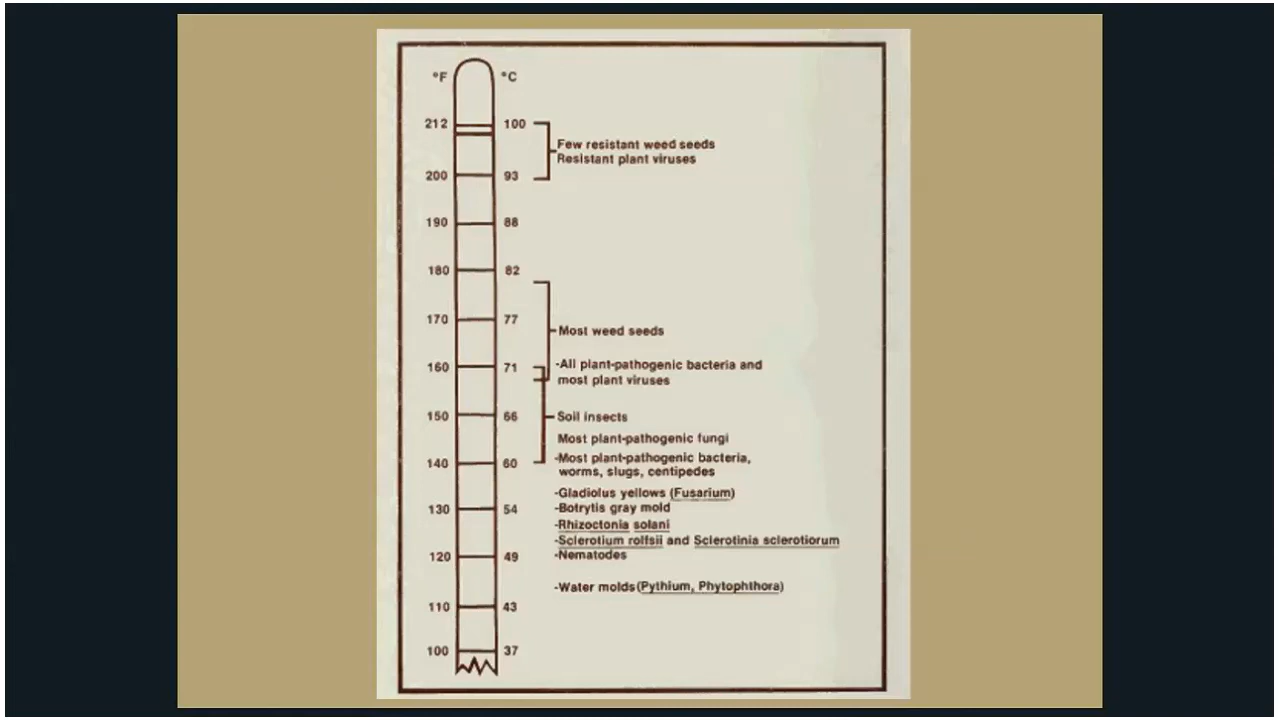 °F °C
212 100
Few resistant weed seeds
Resistant plant viruses
200 93
190 88
180 82
170 77
Most weed seeds
160 71
-All plant-pathogenic bacteria and
most plant viruses
150 66
Soil insects
Most plant-pathogenic fungi
140 60
-Most plant-pathogenic bacteria,
worms, slugs, centipedes
-Gladiolus yellows (Fusarium)
130 54
-Botrytis gray mold
-Rhizoctonia solani
-Sclerotium rolfsii and Sclerotinia sclerotiorum
120 49
-Nematodes
-Water molds (Pythium, Phytophthora)
110 43
100 37